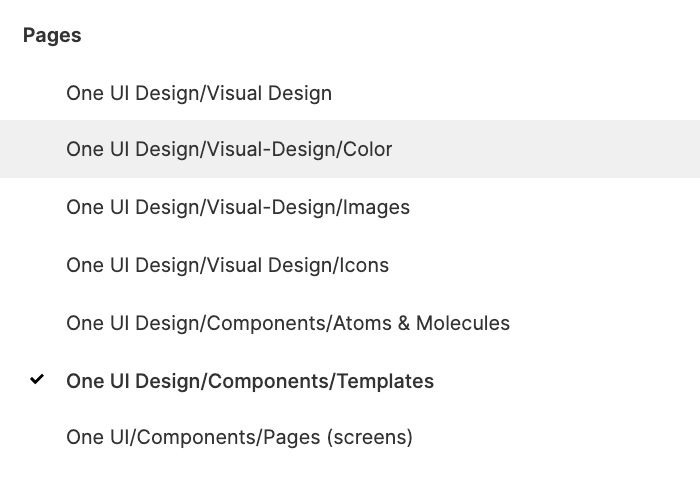 Pages
One UI Design/Visual Design
One UI Design/Visual-Design/Color
One UI Design/Visual-Design/Images
One UI Design/Visual Design/Icons
One UI Design/Components/Atoms & Molecules
One UI Design/Components/Templates
One UI/Components/Pages (screens)